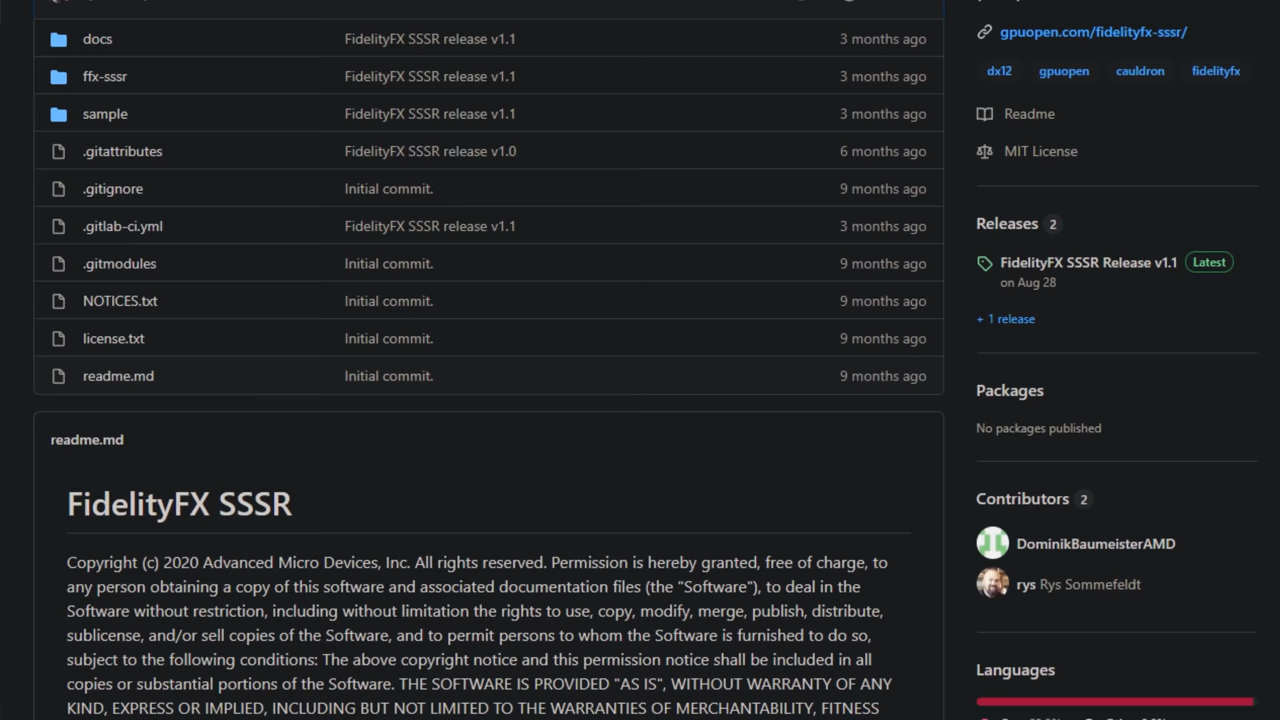 docs FidelityFX SSSR release v1.1 3 months ago
ffx-sssr FidelityFX SSSR release v1.1 3 months ago
sample FidelityFX SSSR release v1.1 3 months ago
.gitattributes FidelityFX SSSR release v1.0 6 months ago
.gitignore Initial commit. 9 months ago
.gitlab-ci.yml FidelityFX SSSR release v1.1 3 months ago
.gitmodules Initial commit. 9 months ago
NOTICES.txt Initial commit. 9 months ago
license.txt Initial commit. 9 months ago
readme.md Initial commit. 9 months ago
readme.md
FidelityFX SSSR
Copyright (c) 2020 Advanced Micro Devices, Inc. All rights reserved. Permission is hereby granted, free of charge, to
any person obtaining a copy of this software and associated documentation files (the "Software"), to deal in the
Software without restriction, including without limitation the rights to use, copy, modify, merge, publish, distribute,
sublicense, and/or sell copies of the Software, and to permit persons to whom the Software is furnished to do so,
subject to the following conditions: The above copyright notice and this permission notice shall be included in all
copies or substantial portions of the Software. THE SOFTWARE IS PROVIDED "AS IS", WITHOUT WARRANTY OF ANY
KIND, EXPRESS OR IMPLIED, INCLUDING BUT NOT LIMITED TO THE WARRANTIES OF MERCHANTABILITY, FITNESS
gpuopen.com/fidelityfx-sssr/
dx12 gpuopen cauldron fidelityfx
Readme
MIT License
Releases 2
FidelityFX SSSR Release v1.1 Latest
on Aug 28
+ 1 release
Packages
No packages published
Contributors 2
DominikBaumeisterAMD
rys Rys Sommefeldt
Languages